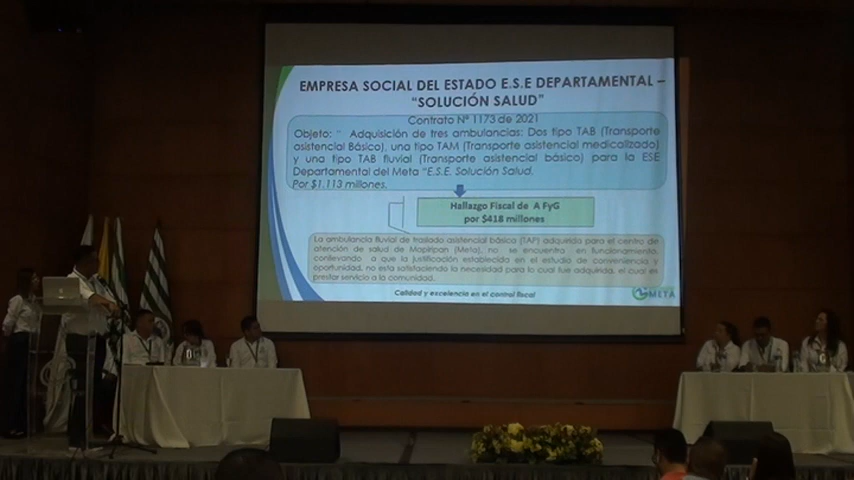 EMPRESA SOCIAL DEL ESTADO E.S.E DEPARTAMENTAL –
“SOLUCIÓN SALUD”
Contrato Nº 1173 de 2021
Objeto: “ Adquisición de tres ambulancias: Dos tipo TAB (Transporte
asistencial Básico), una tipo TAM (Transporte asistencial medicalizado)
y una tipo TAB fluvial (Transporte asistencial básico) para la ESE
Departamental del Meta “E.S.E. Solución Salud.
Por $1.113 millones.
Hallazgo Fiscal de A FyG
por $418 millones
La ambulancia fluvial de traslado asistencial básica (TAP) adquirida para el centro de
atención de salud de Mapiripan (Meta), no se encuentra en funcionamiento,
conllevando a que la justificación establecida en el estudio de conveniencia y
oportunidad, no esta satisfaciendo la necesidad para lo cual fue adquirida, el cual es
prestar servicio a la comunidad.
Calidad y excelencia en el control fiscal
META